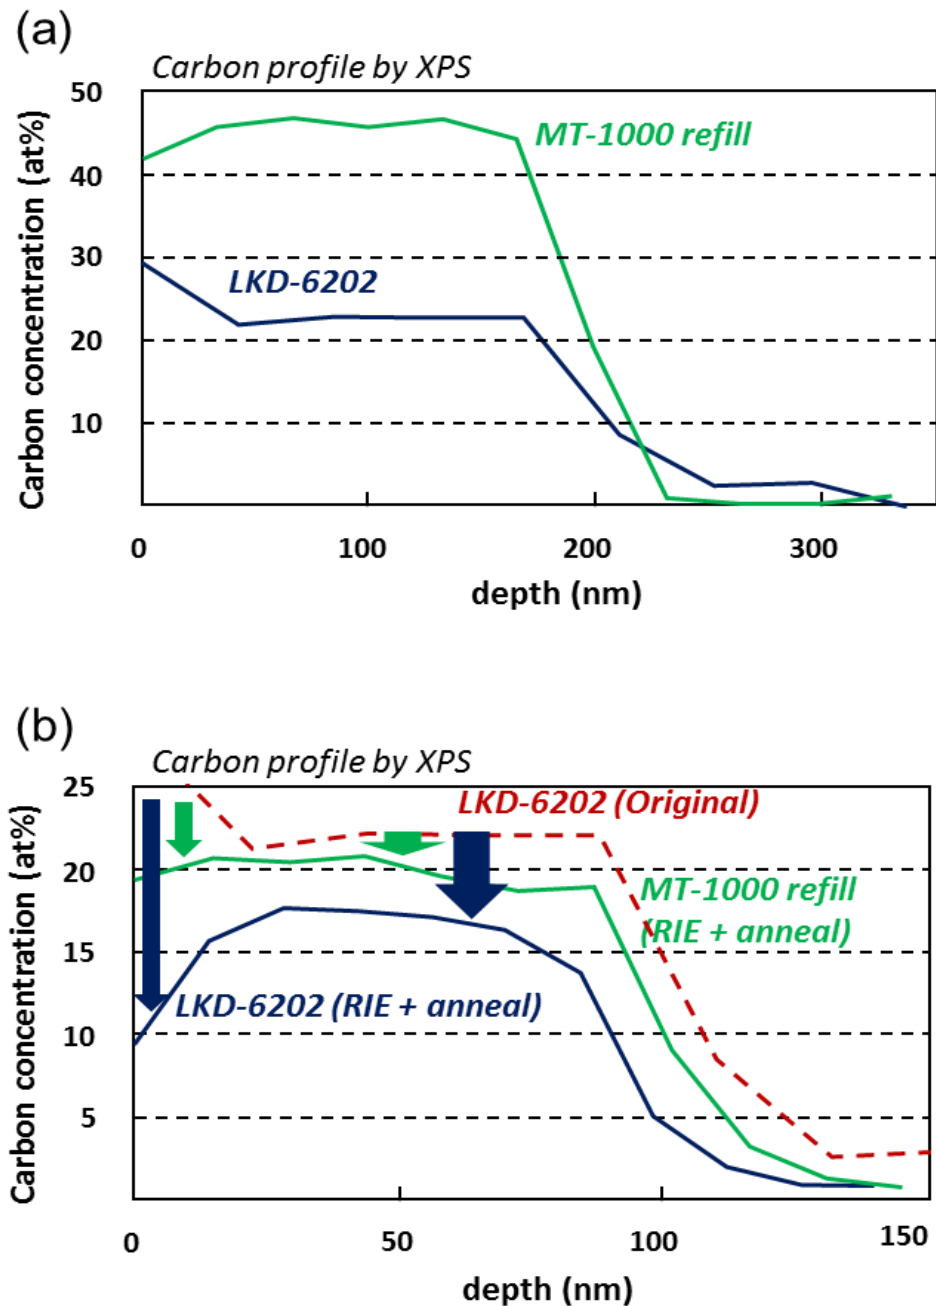 (a)
Carbon profile by XPS
50
40
30
20
10
Carbon concentration (at%)
MT-1000 refill
LKD-6202
0 100 200 300
depth (nm)
(b)
Carbon profile by XPS
25
20
15
10
5
Carbon concentration (at%)
LKD-6202 (Original)
MT-1000 refill
(RIE + anneal)
LKD-6202 (RIE + anneal)
0 50 100 150
depth (nm)